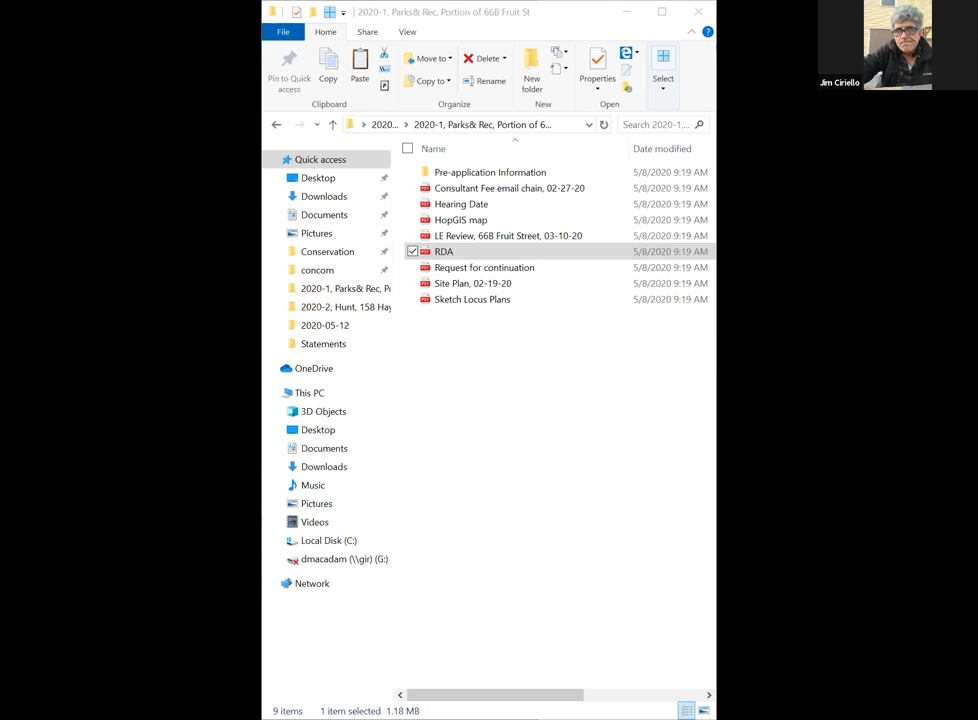 2020-1, Parks& Rec, Portion of 66B Fruit St
File Home Share View
Pin to Quick access
Copy
Paste
Move to
Copy to
Delete
Rename
New folder
Properties
Select
Clipboard Organize New Open
2020... 2020-1, Parks& Rec, Portion of 6... Search 2020-1,...
Name Date modified
Pre-application Information 5/8/2020 9:19 AM
Consultant Fee email chain, 02-27-20 5/8/2020 9:19 AM
Hearing Date 5/8/2020 9:19 AM
HopGIS map 5/8/2020 9:19 AM
LE Review, 66B Fruit Street, 03-10-20 5/8/2020 9:19 AM
RDA 5/8/2020 9:19 AM
Request for continuation 5/8/2020 9:19 AM
Site Plan, 02-19-20 5/8/2020 9:19 AM
Sketch Locus Plans 5/8/2020 9:19 AM
Quick access
Desktop
Downloads
Documents
Pictures
Conservation
concom
2020-1, Parks& Rec, Po
2020-2, Hunt, 158 Hay
2020-05-12
Statements
OneDrive
This PC
3D Objects
Desktop
Documents
Downloads
Music
Pictures
Videos
Local Disk (C:)
dmacadam (\\gir) (G:)
Network
9 items 1 item selected 1.18 MB
Jim Ciriello